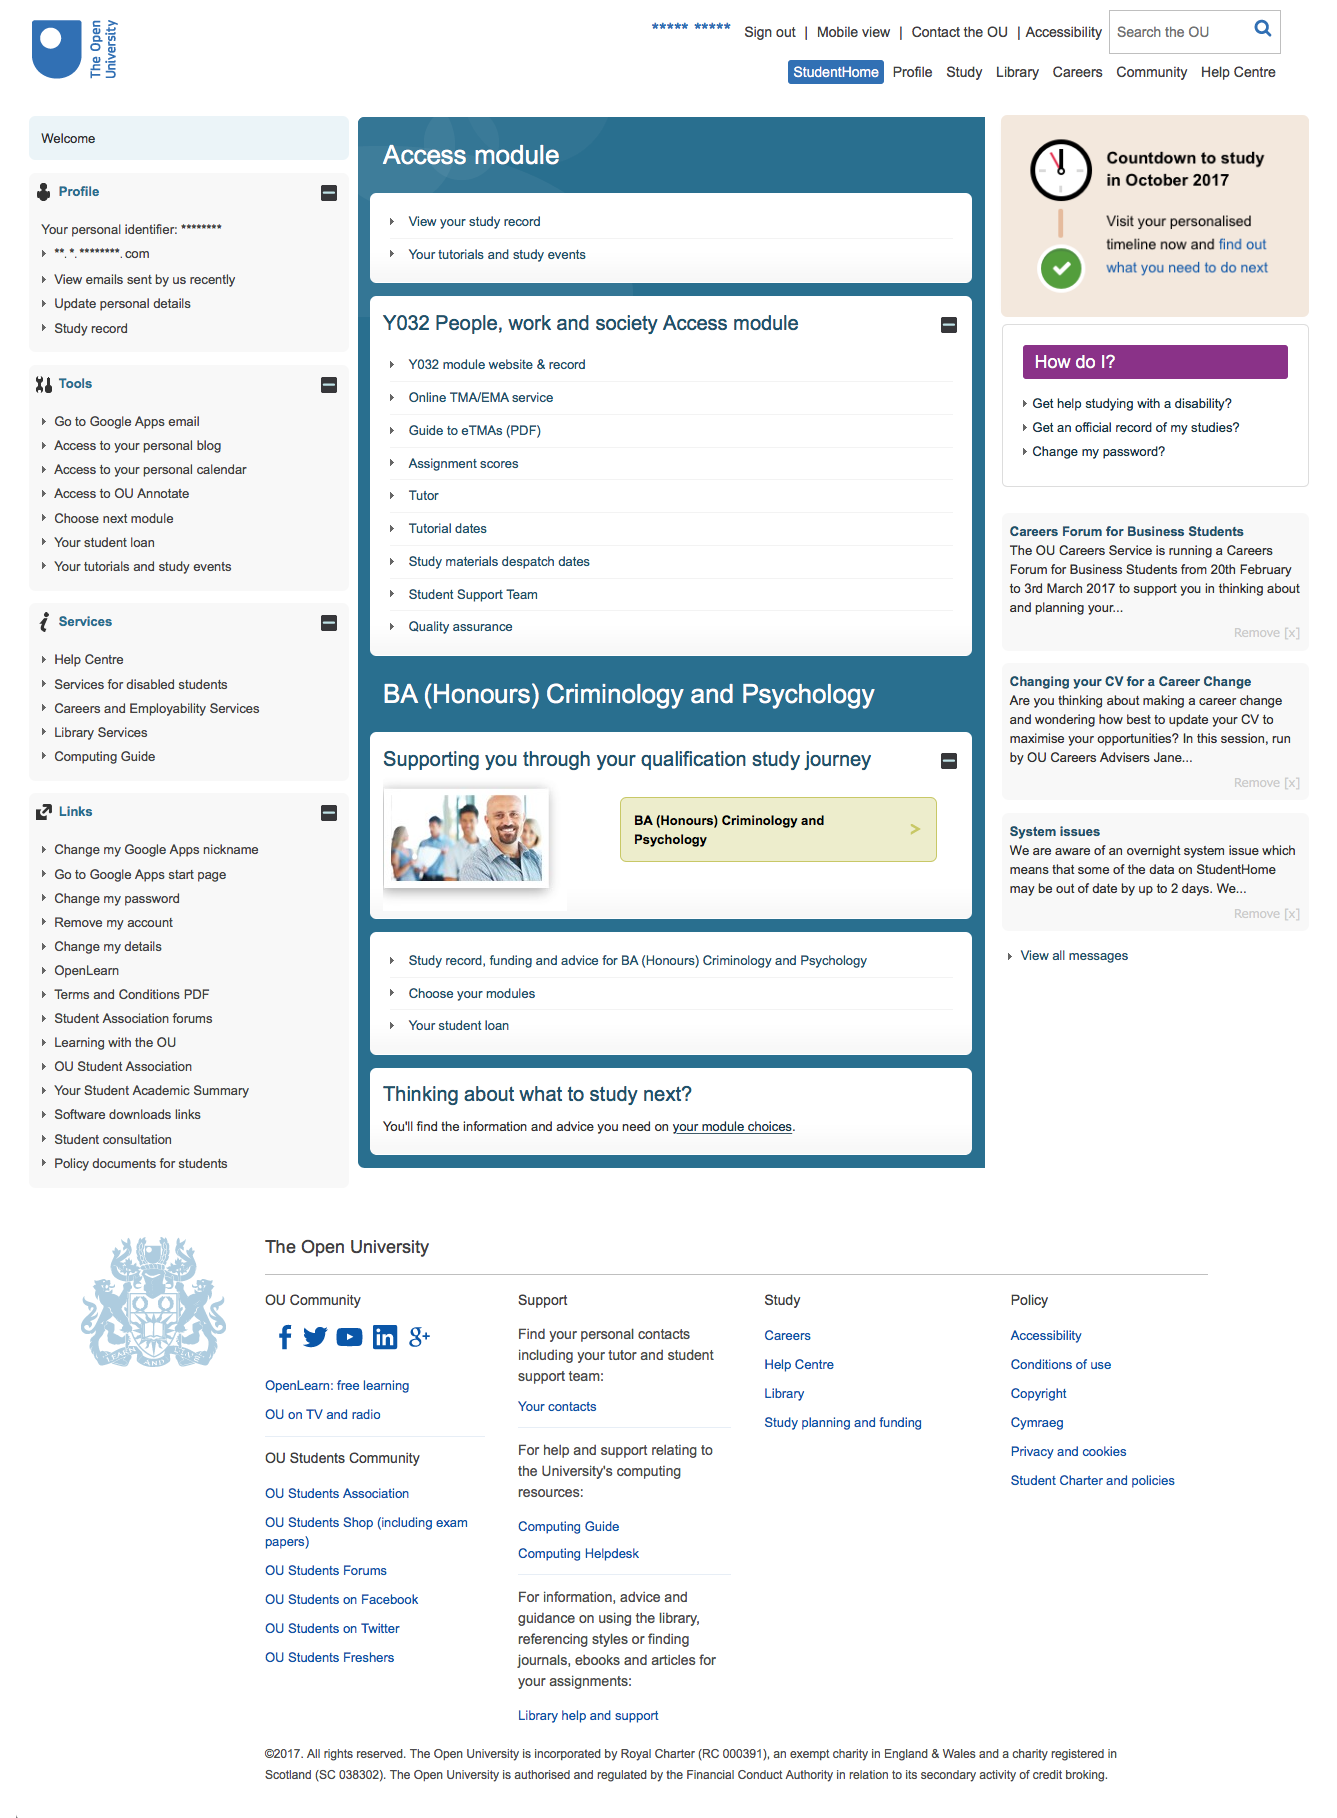 The Open
University
***** *****
Sign out | Mobile view | Contact the OU | Accessibility
Search the OU
StudentHome Profile Study Library Careers Community Help Centre
Welcome
Profile
Your personal identifier: ********
**.*.********.com
View emails sent by us recently
Update personal details
Study record
Tools
Go to Google Apps email
Access to your personal blog
Access to your personal calendar
Access to OU Annotate
Choose next module
Your student loan
Your tutorials and study events
Services
Help Centre
Services for disabled students
Careers and Employability Services
Library Services
Computing Guide
Links
Change my Google Apps nickname
Go to Google Apps start page
Change my password
Remove my account
Change my details
OpenLearn
Terms and Conditions PDF
Student Association forums
Learning with the OU
OU Student Association
Your Student Academic Summary
Software downloads links
Student consultation
Policy documents for students
Access module
View your study record
Your tutorials and study events
Y032 People, work and society Access module
Y032 module website & record
Online TMA/EMA service
Guide to eTMAs (PDF)
Assignment scores
Tutor
Tutorial dates
Study materials despatch dates
Student Support Team
Quality assurance
BA (Honours) Criminology and Psychology
Supporting you through your qualification study journey
BA (Honours) Criminology and
Psychology
>
Study record, funding and advice for BA (Honours) Criminology and Psychology
Choose your modules
Your student loan
Thinking about what to study next?
You'll find the information and advice you need on your module choices.
Countdown to study
in October 2017
Visit your personalised
timeline now and find out
what you need to do next
How do I?
Get help studying with a disability?
Get an official record of my studies?
Change my password?
Careers Forum for Business Students
The OU Careers Service is running a Careers
Forum for Business Students from 20th February
to 3rd March 2017 to support you in thinking about
and planning your...
Remove [x]
Changing your CV for a Career Change
Are you thinking about making a career change
and wondering how best to update your CV to
maximise your opportunities? In this session, run
by OU Careers Advisers Jane...
Remove [x]
System issues
We are aware of an overnight system issue which
means that some of the data on StudentHome
may be out of date by up to 2 days. We...
Remove [x]
View all messages
The Open University
OU Community
OpenLearn: free learning
OU on TV and radio
OU Students Community
OU Students Association
OU Students Shop (including exam
papers)
OU Students Forums
OU Students on Facebook
OU Students on Twitter
OU Students Freshers
Support
Find your personal contacts
including your tutor and student
support team:
Your contacts
For help and support relating to
the University's computing
resources:
Computing Guide
Computing Helpdesk
For information, advice and
guidance on using the library,
referencing styles or finding
journals, ebooks and articles for
your assignments:
Library help and support
Study
Careers
Help Centre
Library
Study planning and funding
Policy
Accessibility
Conditions of use
Copyright
Cymraeg
Privacy and cookies
Student Charter and policies
©2017. All rights reserved. The Open University is incorporated by Royal Charter (RC 000391), an exempt charity in England & Wales and a charity registered in
Scotland (SC 038302). The Open University is authorised and regulated by the Financial Conduct Authority in relation to its secondary activity of credit broking.